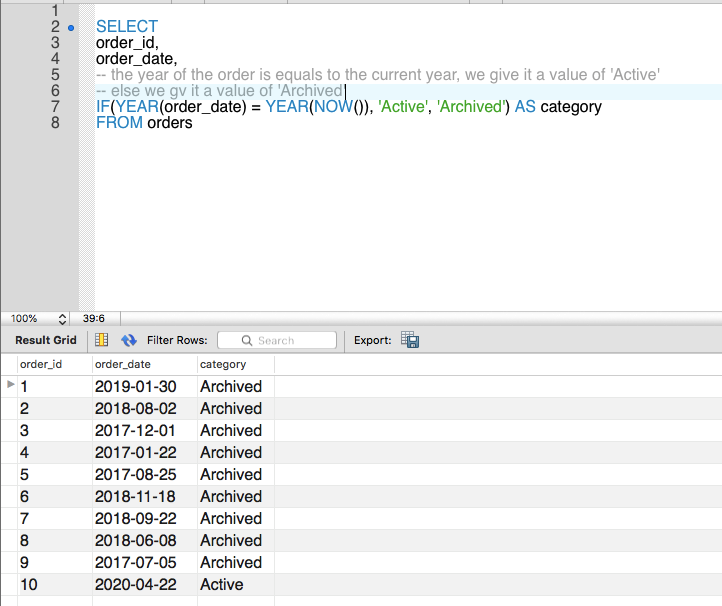 1
2 SELECT
3 order_id,
4 order_date,
5 -- the year of the order is equals to the current year, we give it a value of 'Active'
6 -- else we gv it a value of 'Archived
7 IF(YEAR(order_date) = YEAR(NOW()), 'Active', 'Archived') AS category
8 FROM orders
100% 39:6
Result Grid Filter Rows: Search Export:
order_id order_date category
1 2019-01-30 Archived
2 2018-08-02 Archived
3 2017-12-01 Archived
4 2017-01-22 Archived
5 2017-08-25 Archived
6 2018-11-18 Archived
7 2018-09-22 Archived
8 2018-06-08 Archived
9 2017-07-05 Archived
10 2020-04-22 Active